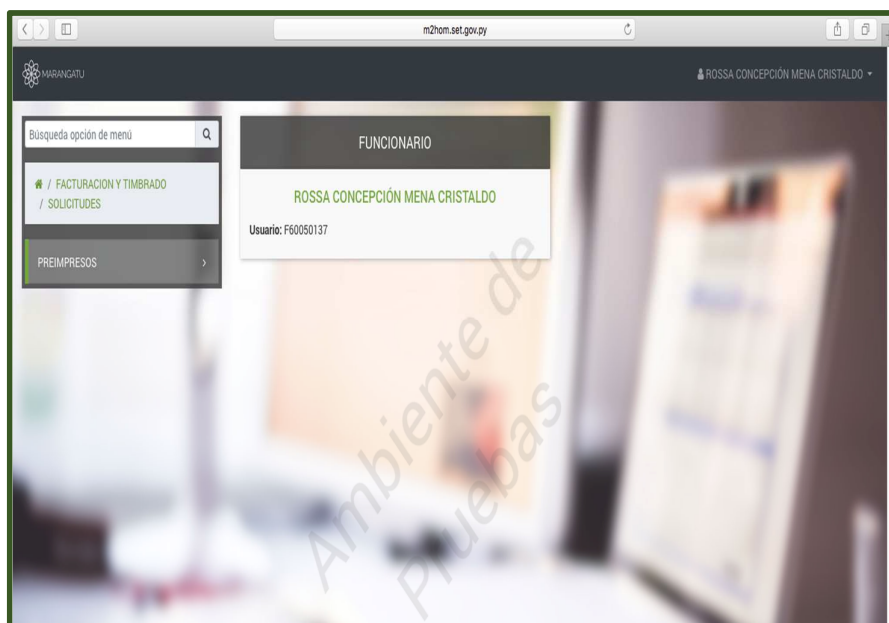 m2hom.set.gov.py
MARANGATU
ROSSA CONCEPCIÓN MENA CRISTALDO
Búsqueda opción de menú
/ FACTURACION Y TIMBRADO
/ SOLICITUDES
PREIMPRESOS
FUNCIONARIO
ROSSA CONCEPCIÓN MENA CRISTALDO
Usuario: F60050137
Ambiente de
Pruebas